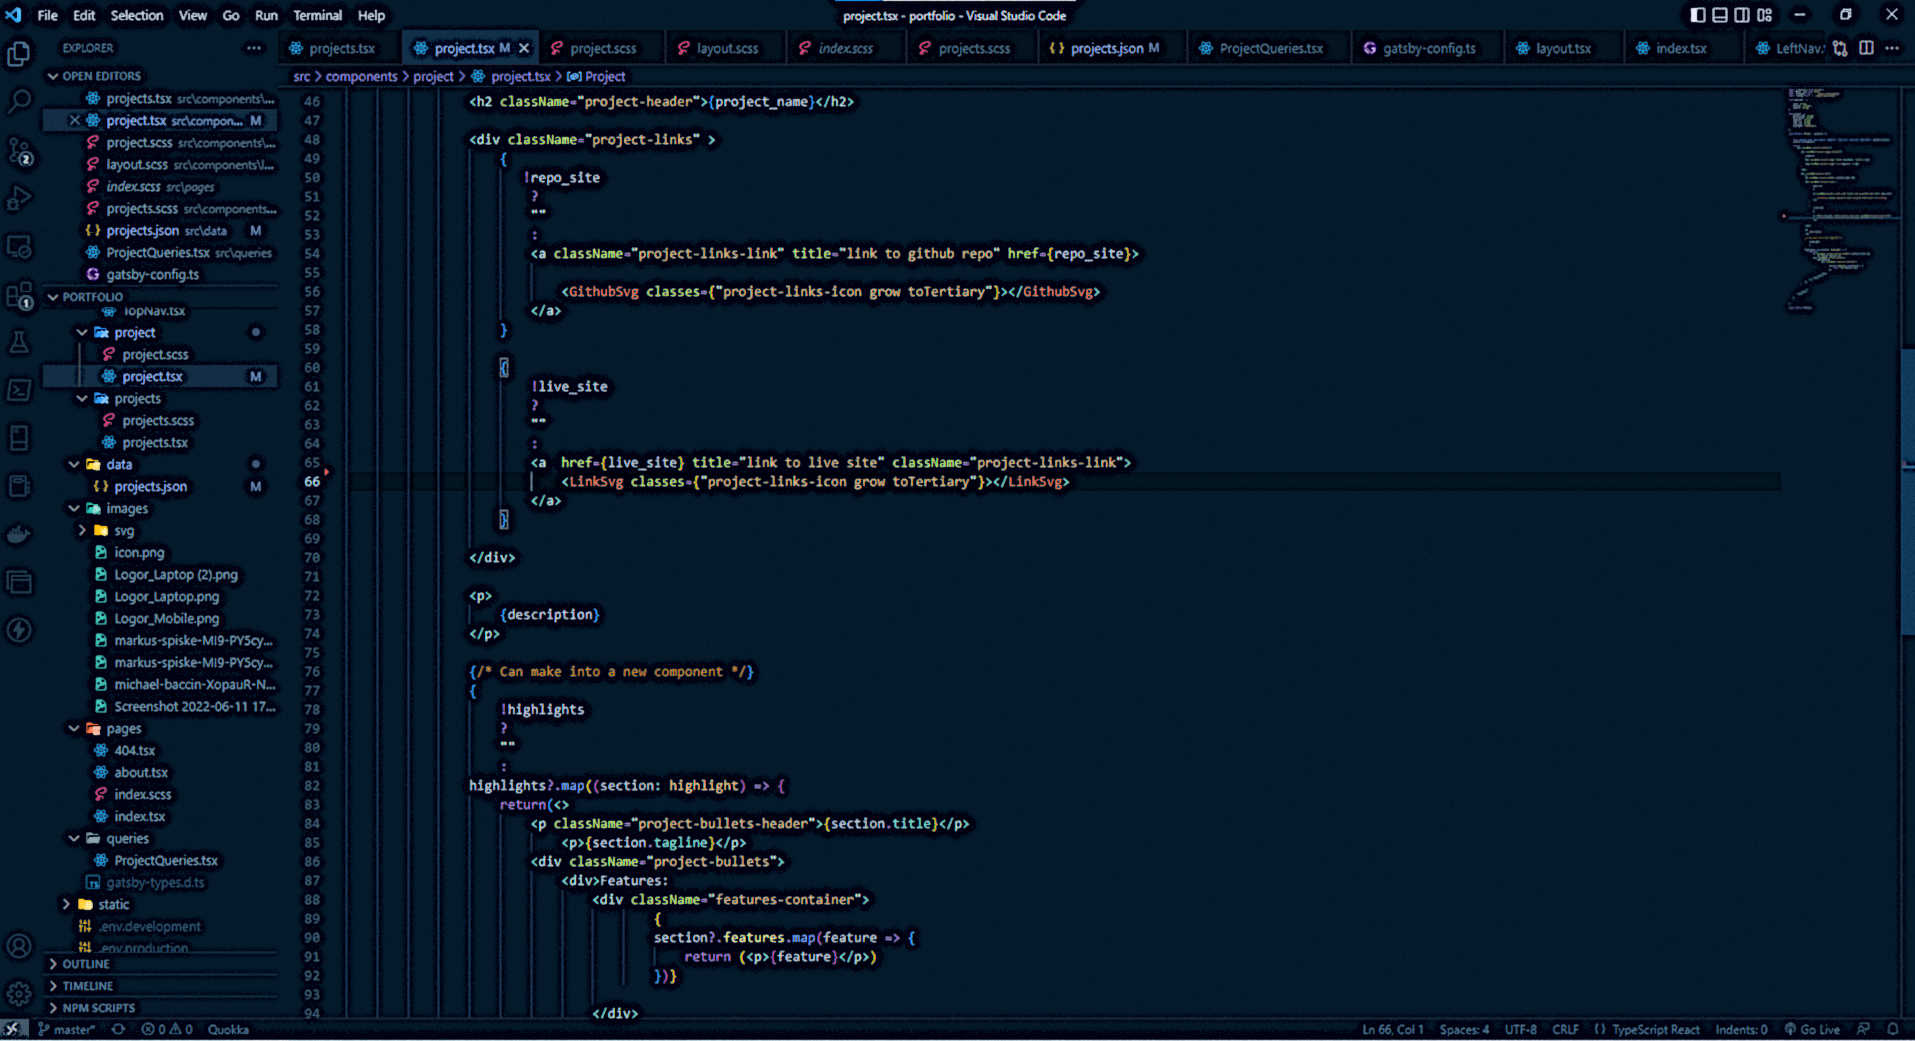 File Edit Selection View Go Run Terminal Help
project.tsx - portfolio - Visual Studio Code
EXPLORER
projects.tsx project.tsx M project.scss layout.scss index.scss projects.scss projects.json M ProjectQueries.tsx gatsby-config.ts layout.tsx index.tsx LeftNav.
src > components > project > project.tsx > Project
OPEN EDITORS
projects.tsx src\components\...
project.tsx src\compon... M
project.scss src\components\...
layout.scss src\components\l...
index.scss src\pages
projects.scss src\components...
projects.json src\data M
ProjectQueries.tsx src\queries
gatsby-config.ts
PORTFOLIO
TopNav.tsx
project
project.scss
project.tsx M
projects
projects.scss
projects.tsx
data
projects.json M
images
svg
icon.png
Logor_Laptop (2).png
Logor_Laptop.png
Logor_Mobile.png
markus-spiske-MI9-PY5cy...
markus-spiske-MI9-PY5cy...
michael-baccin-XopauR-N...
Screenshot 2022-06-11 17...
pages
404.tsx
about.tsx
index.scss
index.tsx
queries
ProjectQueries.tsx
gatsby-types.d.ts
static
.env.development
.env.production
OUTLINE
TIMELINE
NPM SCRIPTS
2
1
46 <h2 className="project-header">{project_name}</h2>
47
48 <div className="project-links" >
49 {
50 !repo_site
51 ?
52 ""
53 :
54 <a className="project-links-link" title="link to github repo" href={repo_site}>
55
56 <GithubSvg classes={"project-links-icon grow toTertiary"}></GithubSvg>
57 </a>
58 }
59
60 {
61 !live_site
62 ?
63 ""
64 :
65 <a  href={live_site} title="link to live site" className="project-links-link">
66 <LinkSvg classes={"project-links-icon grow toTertiary"}></LinkSvg>
67 </a>
68 }
69
70 </div>
71
72 <p>
73 {description}
74 </p>
75
76 {/* Can make into a new component */}
77 {
78 !highlights
79 ?
80 ""
81 :
82 highlights?.map((section: highlight) => {
83 return(<>
84 <p className="project-bullets-header">{section.title}</p>
85 <p>{section.tagline}</p>
86 <div className="project-bullets">
87 <div>Features:
88 <div className="features-container">
89 {
90 section?.features.map(feature => {
91 return (<p>{feature}</p>)
92 })}
93
94 </div>
master* 0 0 Quokka
Ln 66, Col 1 Spaces: 4 UTF-8 CRLF {} TypeScript React Indents: 0 Go Live